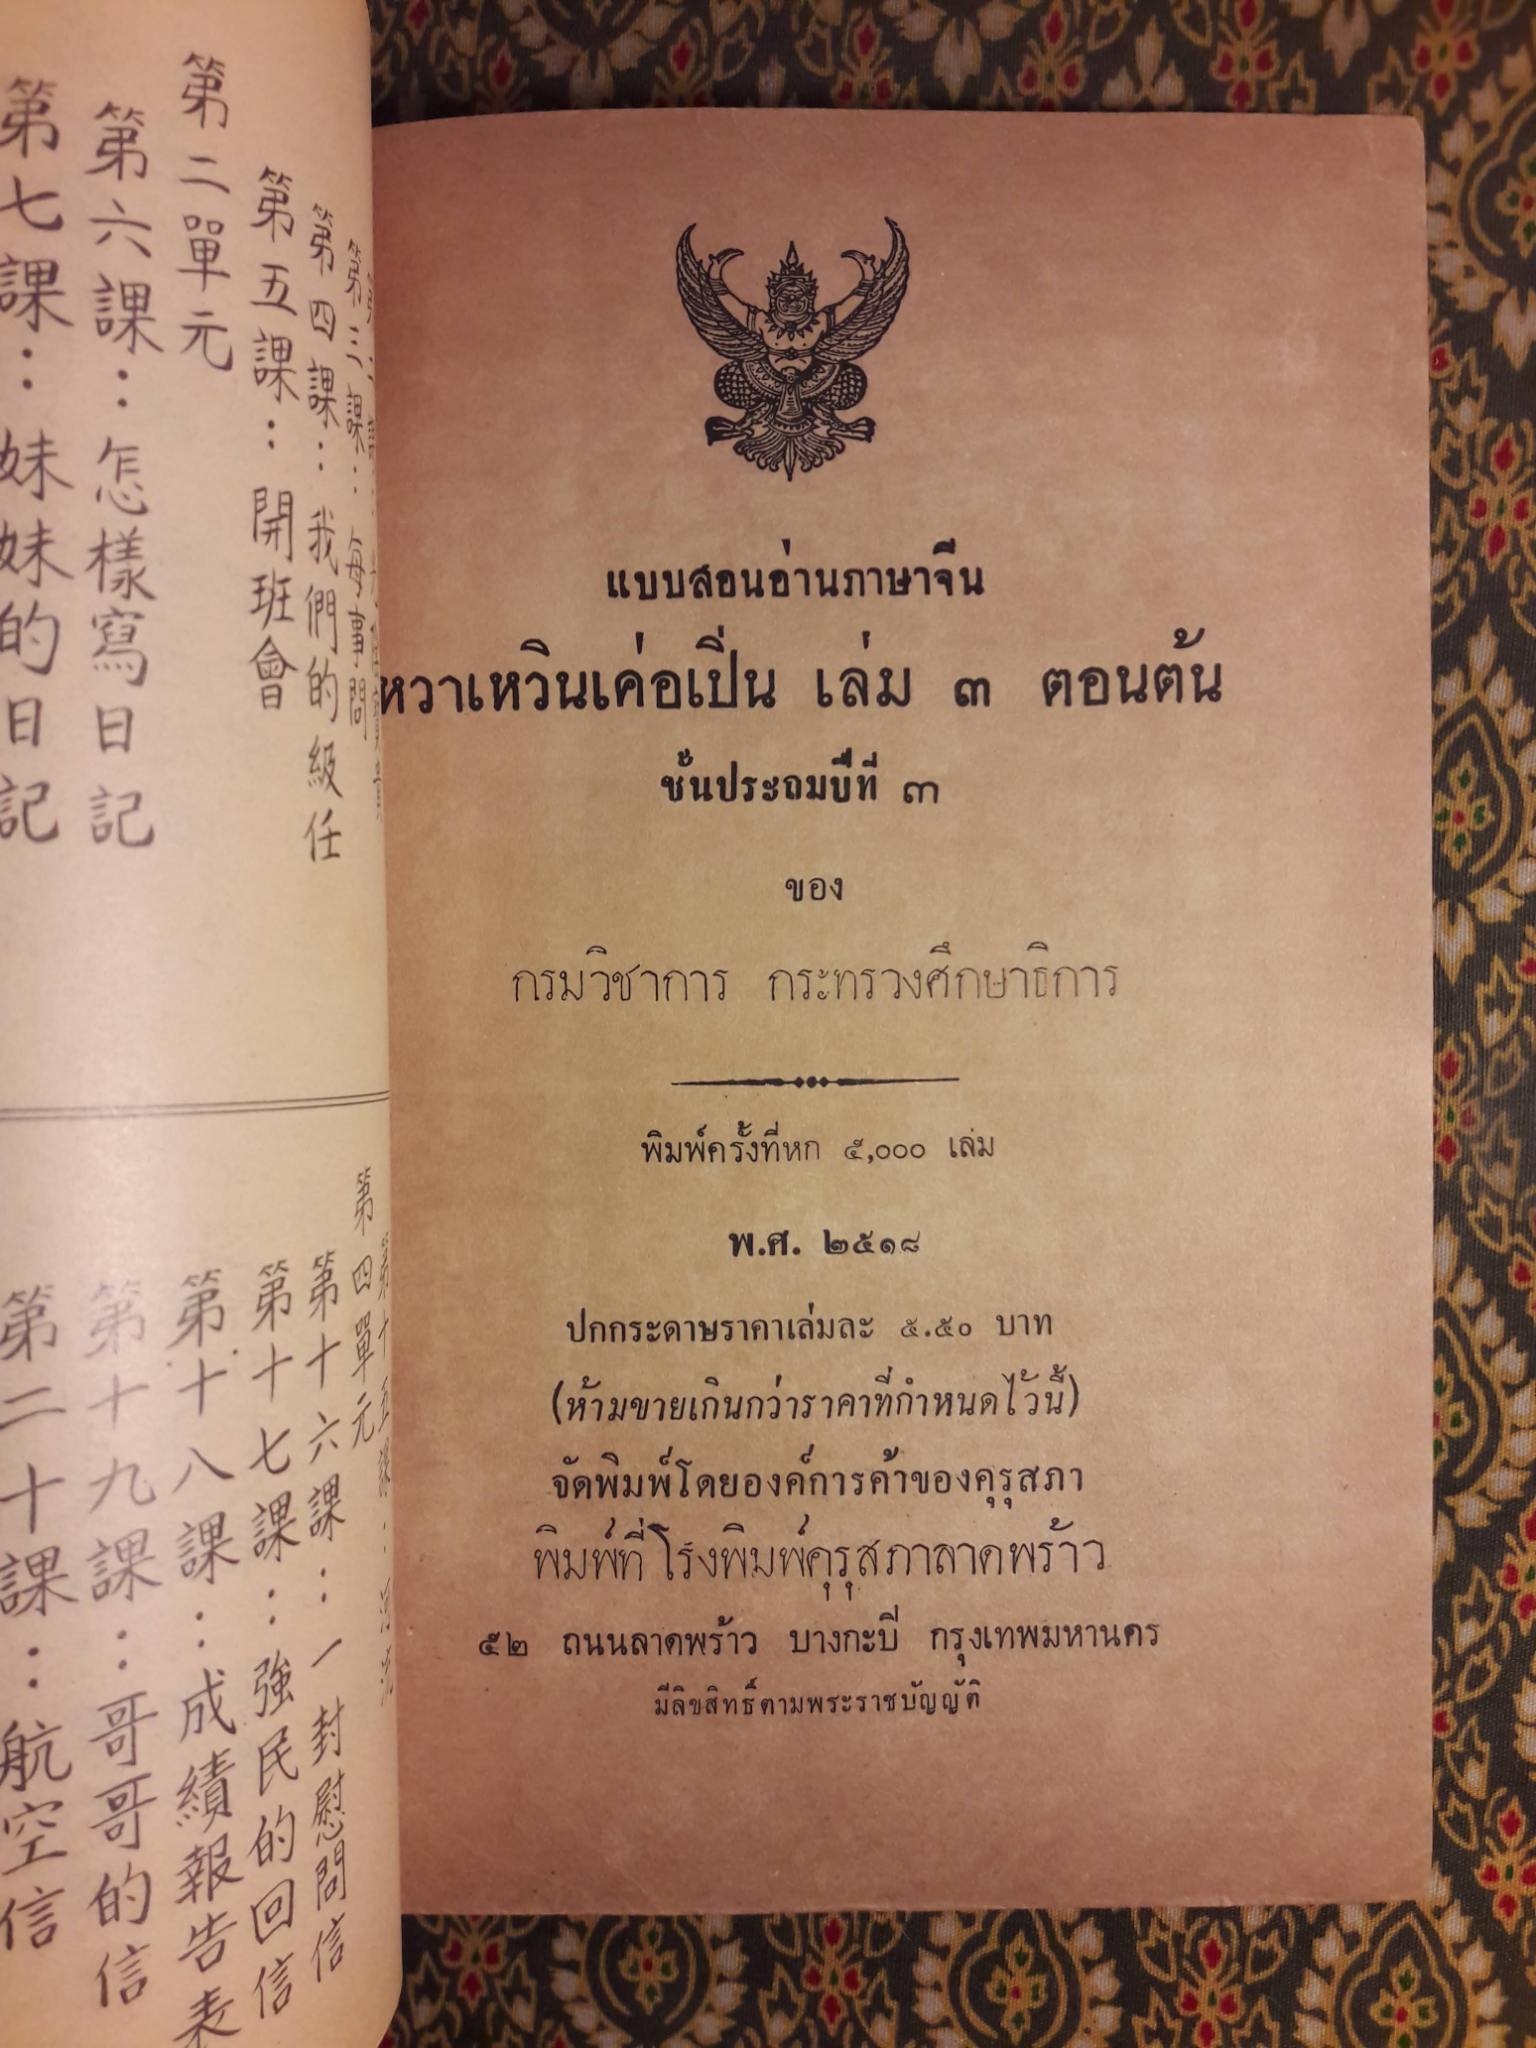 แบบสอนอ่านภาษาจีน
หวาเหวินเค่อเปิ่น เล่ม ๓ ตอนต้น
ชั้นประถมปีที่ ๓
ของ
กรมวิชาการ กระทรวงศึกษาธิการ
พิมพ์ครั้งที่หก ๕,๐๐๐ เล่ม
พ.ศ. ๒๕๑๘
ปกกระดาษราคาเล่มละ ๕.๕๐ บาท
(ห้ามขายเกินกว่าราคาที่กำหนดไว้นี้)
จัดพิมพ์โดยองค์การค้าของคุรุสภา
พิมพ์ที่โรงพิมพ์คุรุสภาลาดพร้าว
๕๒ ถนนลาดพร้าว บางกะปี กรุงเทพมหานคร
มีลิขสิทธิ์ตามพระราชบัญญัติ
第三課：每事問
第四課：我們的級任
第五課：開班會
第二單元
第六課：怎樣寫日記
第七課：妹妹的日記
第十五課：
第四單元
第十六課：一封慰問信
第十七課：強民的回信
第十八課：成績報告表
第十九課：哥哥的信
第二十課：航空信